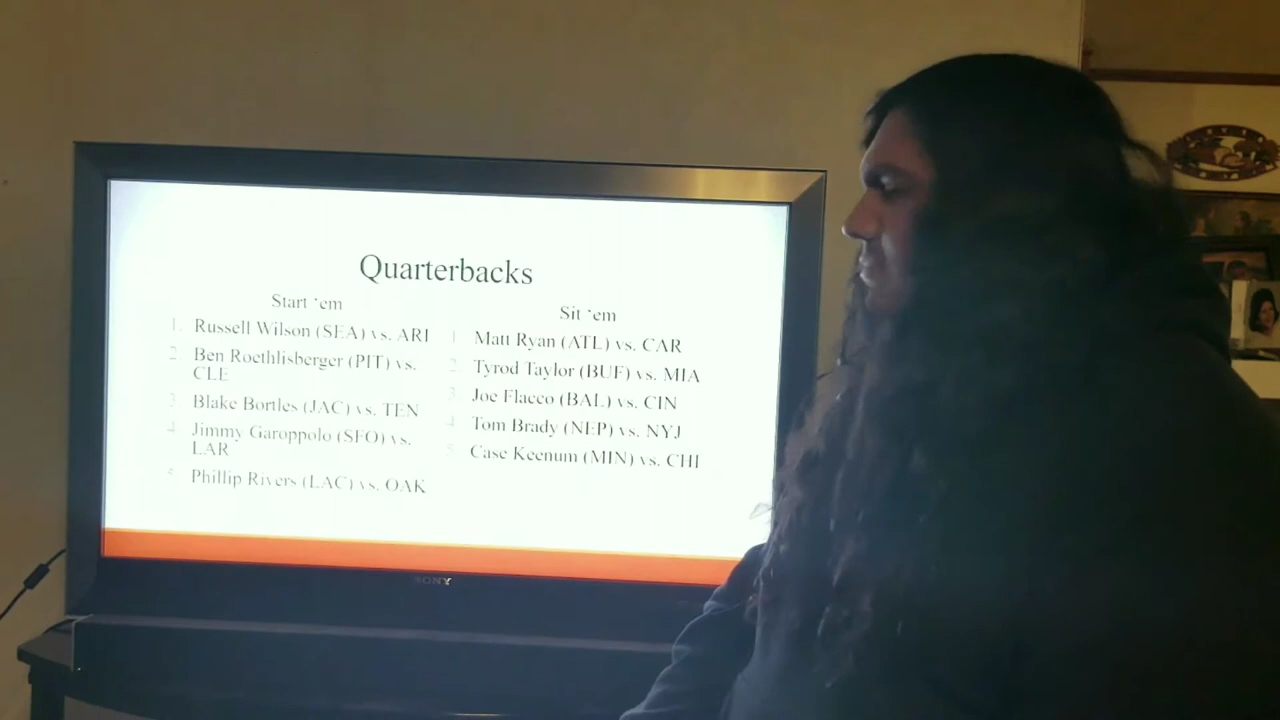 Quarterbacks
Start ‘em
1. Russell Wilson (SEA) vs. ARI
2. Ben Roethlisberger (PIT) vs.
CLE
3. Blake Bortles (JAC) vs. TEN
4. Jimmy Garoppolo (SFO) vs.
LAR
5. Phillip Rivers (LAC) vs. OAK
Sit ‘em
1. Matt Ryan (ATL) vs. CAR
2. Tyrod Taylor (BUF) vs. MIA
3. Joe Flacco (BAL) vs. CIN
4. Tom Brady (NEP) vs. NYJ
5. Case Keenum (MIN) vs. CHI
SONY